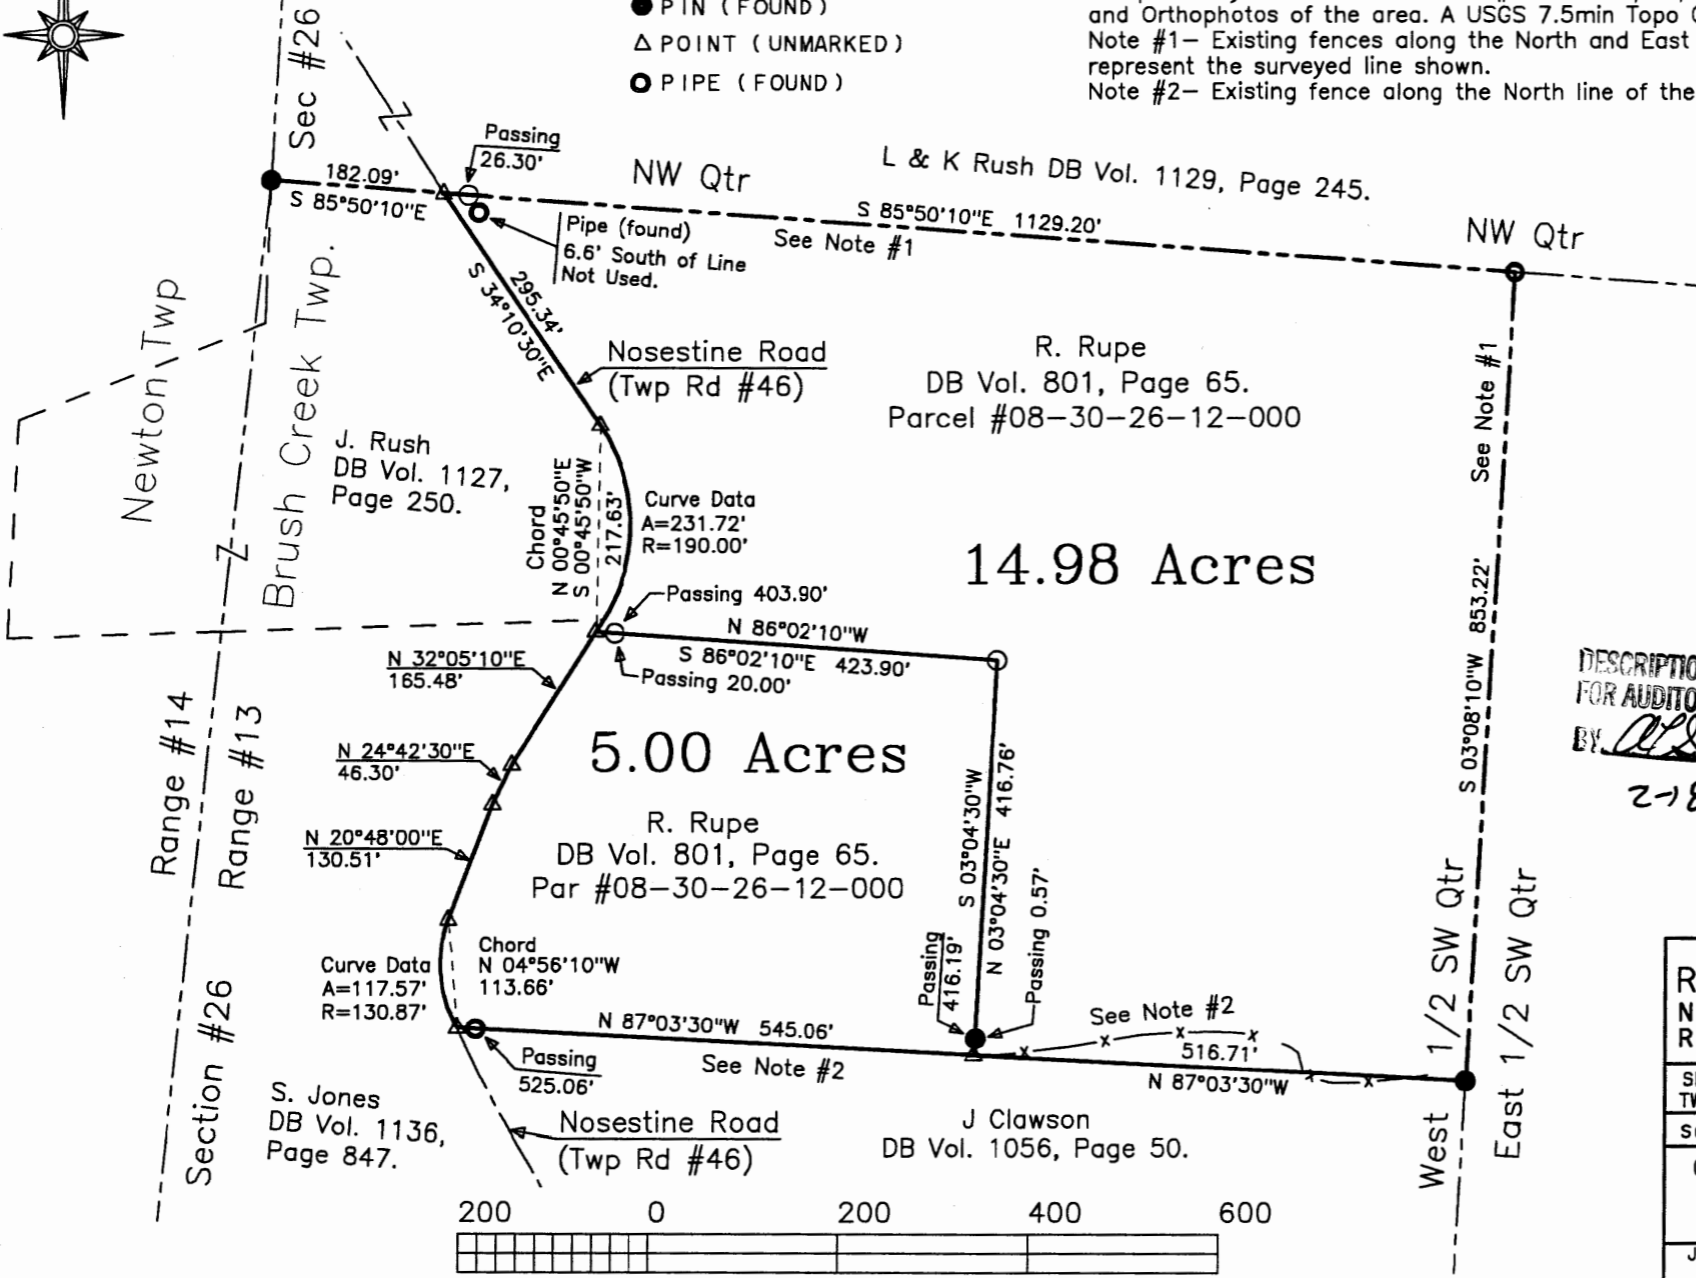 PIN (FOUND)
POINT (UNMARKED)
PIPE (FOUND)
and Orthophotos of the area. A USGS 7.5min Topo
Note #1– Existing fences along the North and East
represent the surveyed line shown.
Note #2– Existing fence along the North line of the
Sec #26
Passing
26.30'
NW Qtr
L & K Rush DB Vol. 1129, Page 245.
182.09'
S 85°50'10"E
S 85°50'10"E 1129.20'
See Note #1
NW Qtr
Pipe (found)
6.6' South of Line
Not Used.
295.34'
S 34°10'30"E
Newton Twp
Brush Creek Twp.
Nosestine Road
(Twp Rd #46)
R. Rupe
DB Vol. 801, Page 65.
Parcel #08–30–26–12–000
See Note #1
S 03°08'10"W 853.22'
J. Rush
DB Vol. 1127,
Page 250.
Chord
N 00°45'50"E
S 00°45'50"W
217.63'
Curve Data
A=231.72'
R=190.00'
14.98 Acres
Passing 403.90'
N 86°02'10"W
S 86°02'10"E 423.90'
Passing 20.00'
N 32°05'10"E
165.48'
DESCRIPTIO
FOR AUDITO
BY
Range #14
Range #13
N 24°42'30"E
46.30'
5.00 Acres
N 20°48'00"E
130.51'
R. Rupe
DB Vol. 801, Page 65.
Par #08–30–26–12–000
S 03°04'30"W
N 03°04'30"E 416.76'
Passing
416.19'
Passing 0.57'
Chord
N 04°56'10"W
113.66'
Curve Data
A=117.57'
R=130.87'
West 1/2 SW Qtr
East 1/2 SW Qtr
Section #26
N 87°03'30"W 545.06'
See Note #2
See Note #2
516.71'
N 87°03'30"W
Passing
525.06'
S. Jones
DB Vol. 1136,
Page 847.
Nosestine Road
(Twp Rd #46)
J Clawson
DB Vol. 1056, Page 50.
200 0 200 400 600